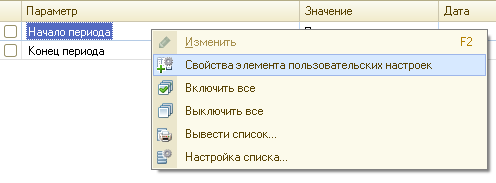 Параметр Значение Дата
Начало периода
Конец периода
Изменить F2
Свойства элемента пользовательских настроек
Включить все
Выключить все
Вывести список...
Настройка списка...